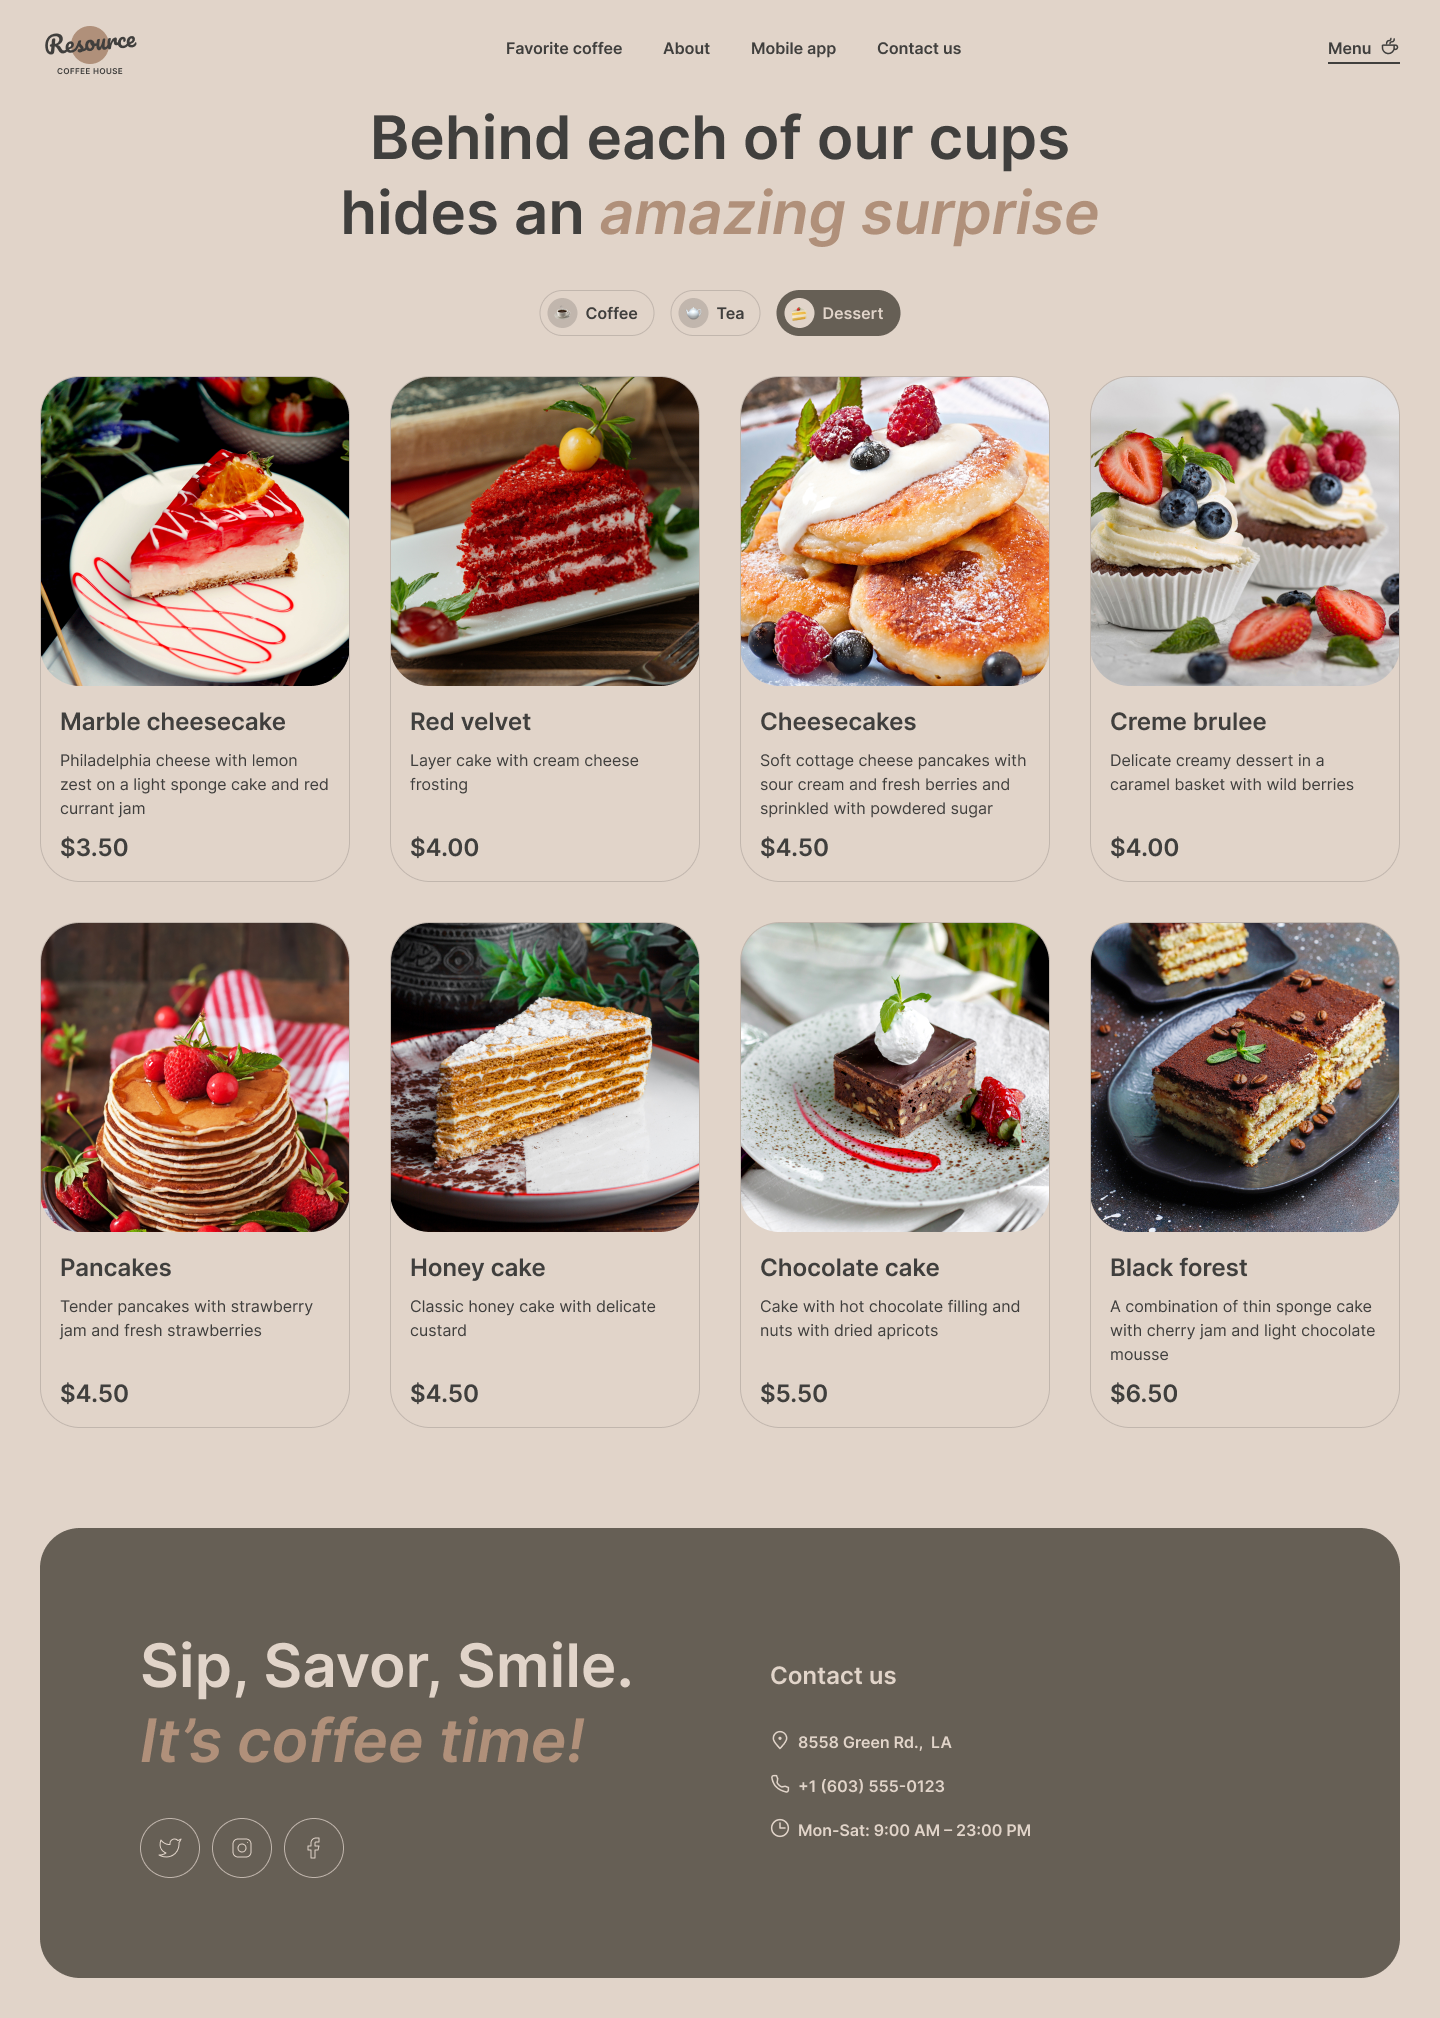 Resource
COFFEE HOUSE
Favorite coffee
About
Mobile app
Contact us
Menu
Behind each of our cups
hides an amazing surprise
Coffee
Tea
Dessert
Marble cheesecake
Philadelphia cheese with lemon
zest on a light sponge cake and red
currant jam
$3.50
Red velvet
Layer cake with cream cheese
frosting
$4.00
Cheesecakes
Soft cottage cheese pancakes with
sour cream and fresh berries and
sprinkled with powdered sugar
$4.50
Creme brulee
Delicate creamy dessert in a
caramel basket with wild berries
$4.00
Pancakes
Tender pancakes with strawberry
jam and fresh strawberries
$4.50
Honey cake
Classic honey cake with delicate
custard
$4.50
Chocolate cake
Cake with hot chocolate filling and
nuts with dried apricots
$5.50
Black forest
A combination of thin sponge cake
with cherry jam and light chocolate
mousse
$6.50
Sip, Savor, Smile.
It’s coffee time!
Contact us
8558 Green Rd., LA
+1 (603) 555-0123
Mon-Sat: 9:00 AM – 23:00 PM